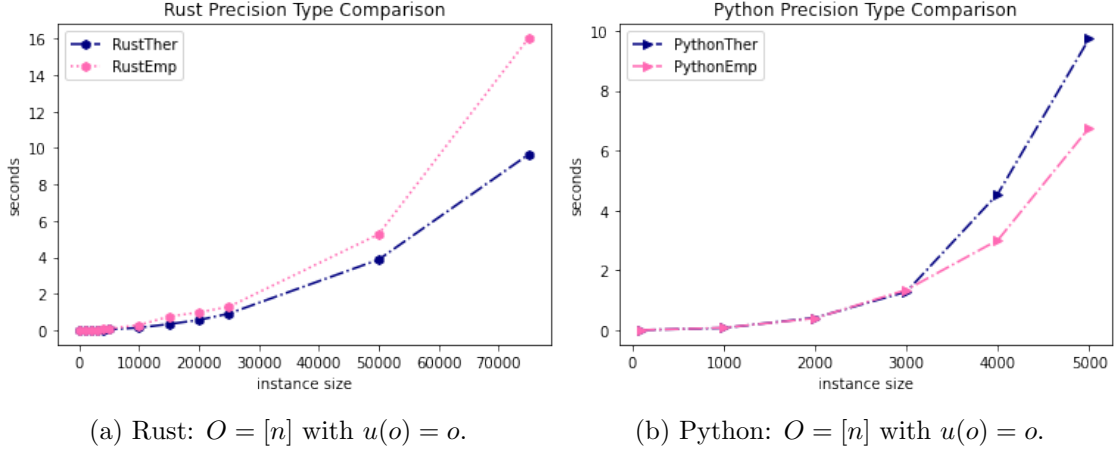 Rust Precision Type Comparison
RustTher
RustEmp
16
14
12
10
8
6
4
2
0
seconds
0 10000 20000 30000 40000 50000 60000 70000
instance size
(a) Rust: O = [n] with u(o) = o.
Python Precision Type Comparison
PythonTher
PythonEmp
10
8
6
4
2
0
seconds
0 1000 2000 3000 4000 5000
instance size
(b) Python: O = [n] with u(o) = o.